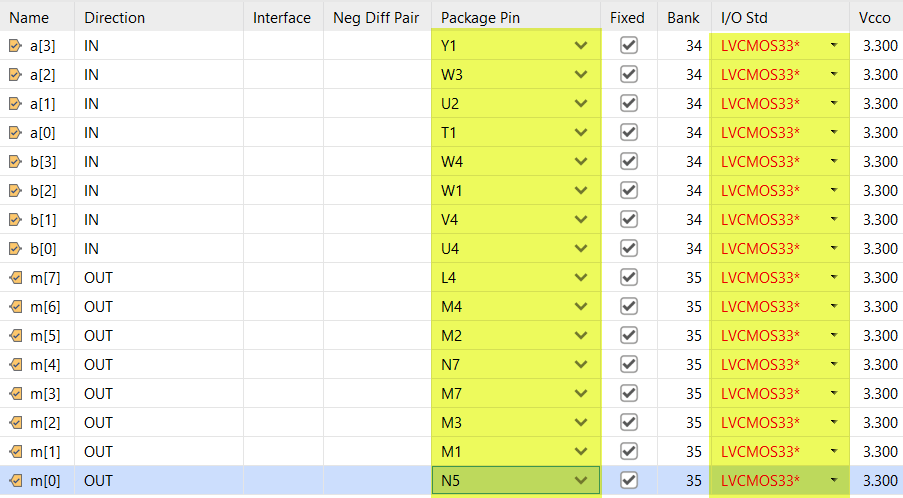 Name Direction Interface Neg Diff Pair Package Pin Fixed Bank I/O Std Vcco
a[3] IN Y1 34 LVCMOS33* 3.300
a[2] IN W3 34 LVCMOS33* 3.300
a[1] IN U2 34 LVCMOS33* 3.300
a[0] IN T1 34 LVCMOS33* 3.300
b[3] IN W4 34 LVCMOS33* 3.300
b[2] IN W1 34 LVCMOS33* 3.300
b[1] IN V4 34 LVCMOS33* 3.300
b[0] IN U4 34 LVCMOS33* 3.300
m[7] OUT L4 35 LVCMOS33* 3.300
m[6] OUT M4 35 LVCMOS33* 3.300
m[5] OUT M2 35 LVCMOS33* 3.300
m[4] OUT N7 35 LVCMOS33* 3.300
m[3] OUT M7 35 LVCMOS33* 3.300
m[2] OUT M3 35 LVCMOS33* 3.300
m[1] OUT M1 35 LVCMOS33* 3.300
m[0] OUT N5 35 LVCMOS33* 3.300